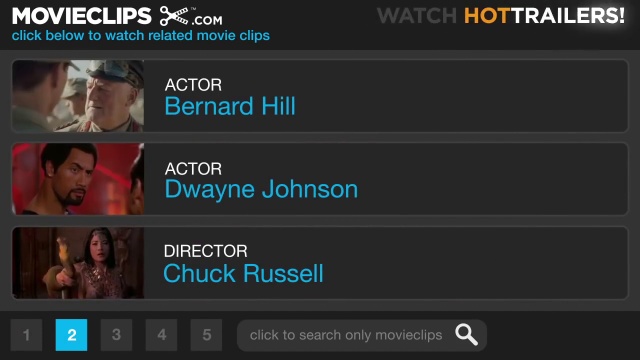 MOVIECLIPS .COM
WATCH HOTTRAILERS!
click below to watch related movie clips
ACTOR
Bernard Hill
ACTOR
Dwayne Johnson
DIRECTOR
Chuck Russell
1 2 3 4 5 click to search only movieclips